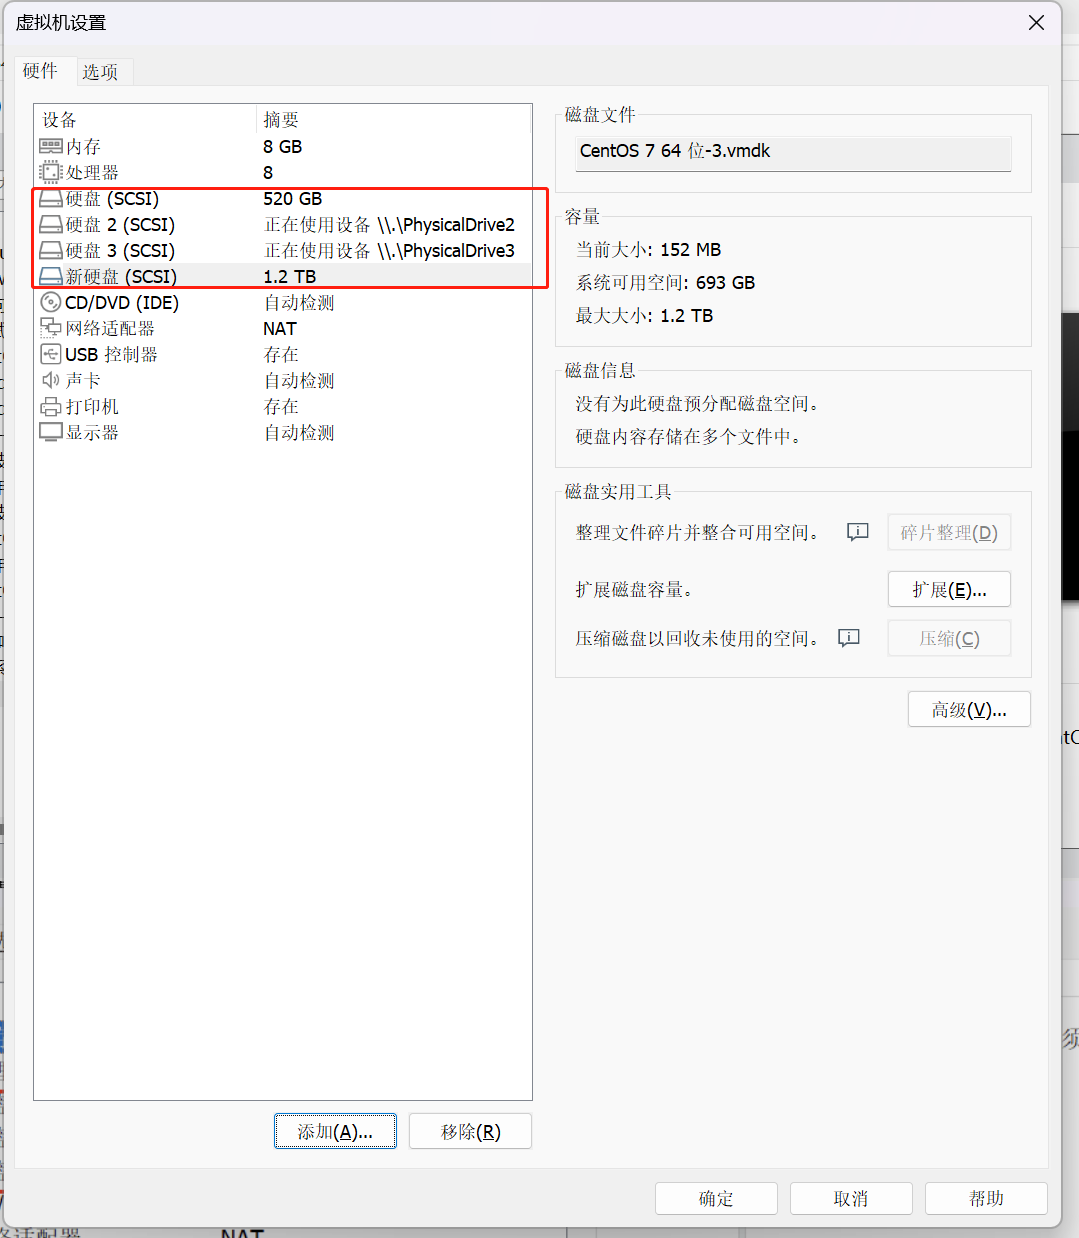 虚拟机设置
硬件 选项
设备 摘要
内存 8 GB
处理器 8
硬盘 (SCSI) 520 GB
硬盘 2 (SCSI) 正在使用设备 \\.\PhysicalDrive2
硬盘 3 (SCSI) 正在使用设备 \\.\PhysicalDrive3
新硬盘 (SCSI) 1.2 TB
CD/DVD (IDE) 自动检测
网络适配器 NAT
USB 控制器 存在
声卡 自动检测
打印机 存在
显示器 自动检测
添加(A)... 移除(R)
磁盘文件
CentOS 7 64 位-3.vmdk
容量
当前大小: 152 MB
系统可用空间: 693 GB
最大大小: 1.2 TB
磁盘信息
没有为此硬盘预分配磁盘空间。
硬盘内容存储在多个文件中。
磁盘实用工具
整理文件碎片并整合可用空间。 碎片整理(D)
扩展磁盘容量。 扩展(E)...
压缩磁盘以回收未使用的空间。 压缩(C)
高级(V)...
确定 取消 帮助
须
NAT